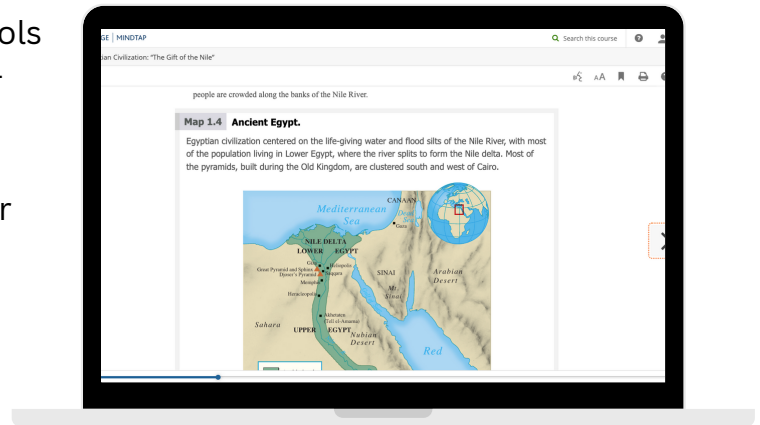 ols
GE | MINDTAP
Search this course
ian Civilization: "The Gift of the Nile"
AA
people are crowded along the banks of the Nile River.
Map 1.4 Ancient Egypt.
Egyptian civilization centered on the life-giving water and flood silts of the Nile River, with most
of the population living in Lower Egypt, where the river splits to form the Nile delta. Most of
the pyramids, built during the Old Kingdom, are clustered south and west of Cairo.
r
CANAAN
Mediterranean
Sea
Dead
Sea
Gaza
NILE DELTA
LOWER EGYPT
Giza
Heliopolis
Great Pyramid and Sphinx
Djoser's Pyramid
Saqqara
Memphis
SINAI
Arabian
Desert
Mt.
Sinai
Heracleopolis
Akhetaten
(Tell el-Amarna)
Sahara
UPPER EGYPT
Nubian
Desert
Red